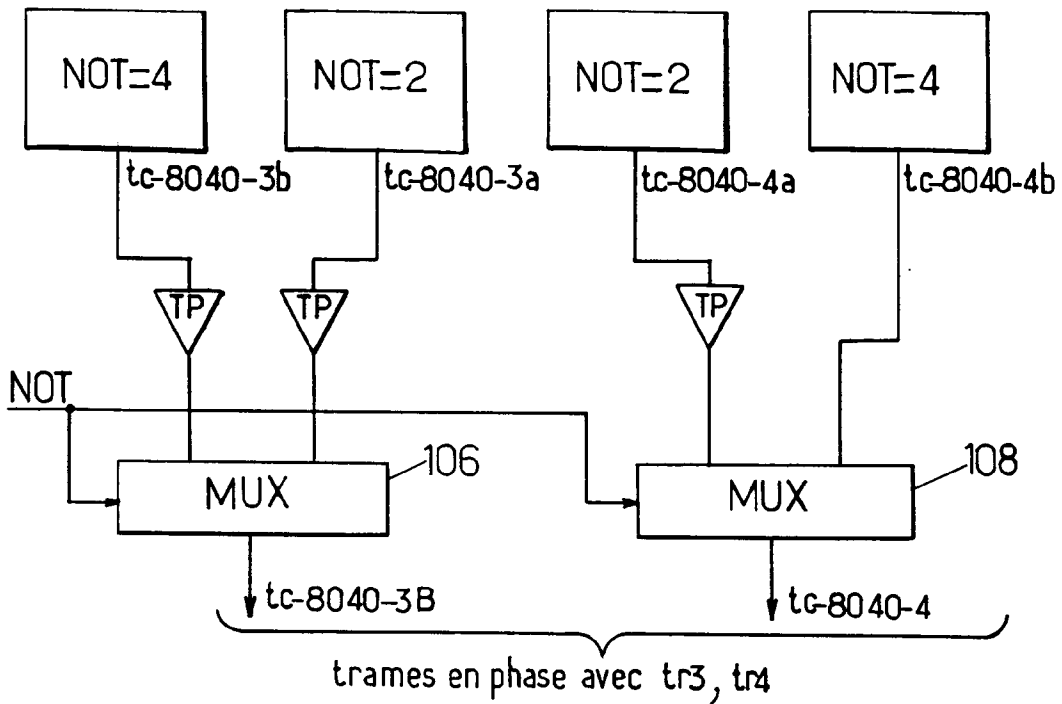 NOT=4
NOT=2
NOT=2
NOT=4
tc-8040-3b
tc-8040-3a
tc-8040-4a
tc-8040-4b
TP
TP
TP
NOT
MUX
106
MUX
108
tc-8040-3B
tc-8040-4
trames en phase avec tr3, tr4